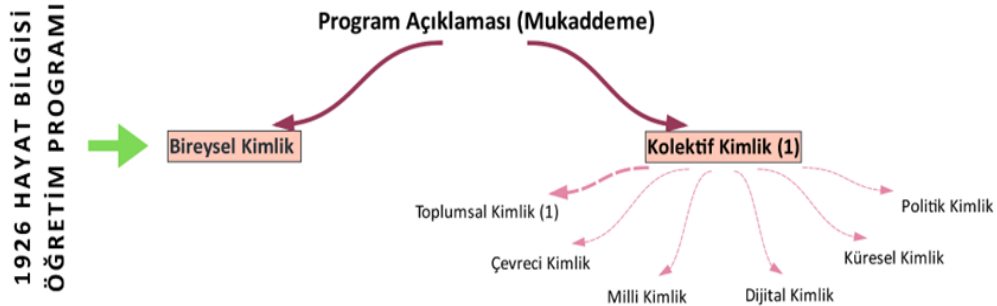 1926 HAYAT BİLGİSİ
ÖĞRETİM PROGRAMI
Program Açıklaması (Mukaddeme)
Bireysel Kimlik
Kolektif Kimlik (1)
Toplumsal Kimlik (1)
Politik Kimlik
Çevreci Kimlik
Küresel Kimlik
Milli Kimlik
Dijital Kimlik